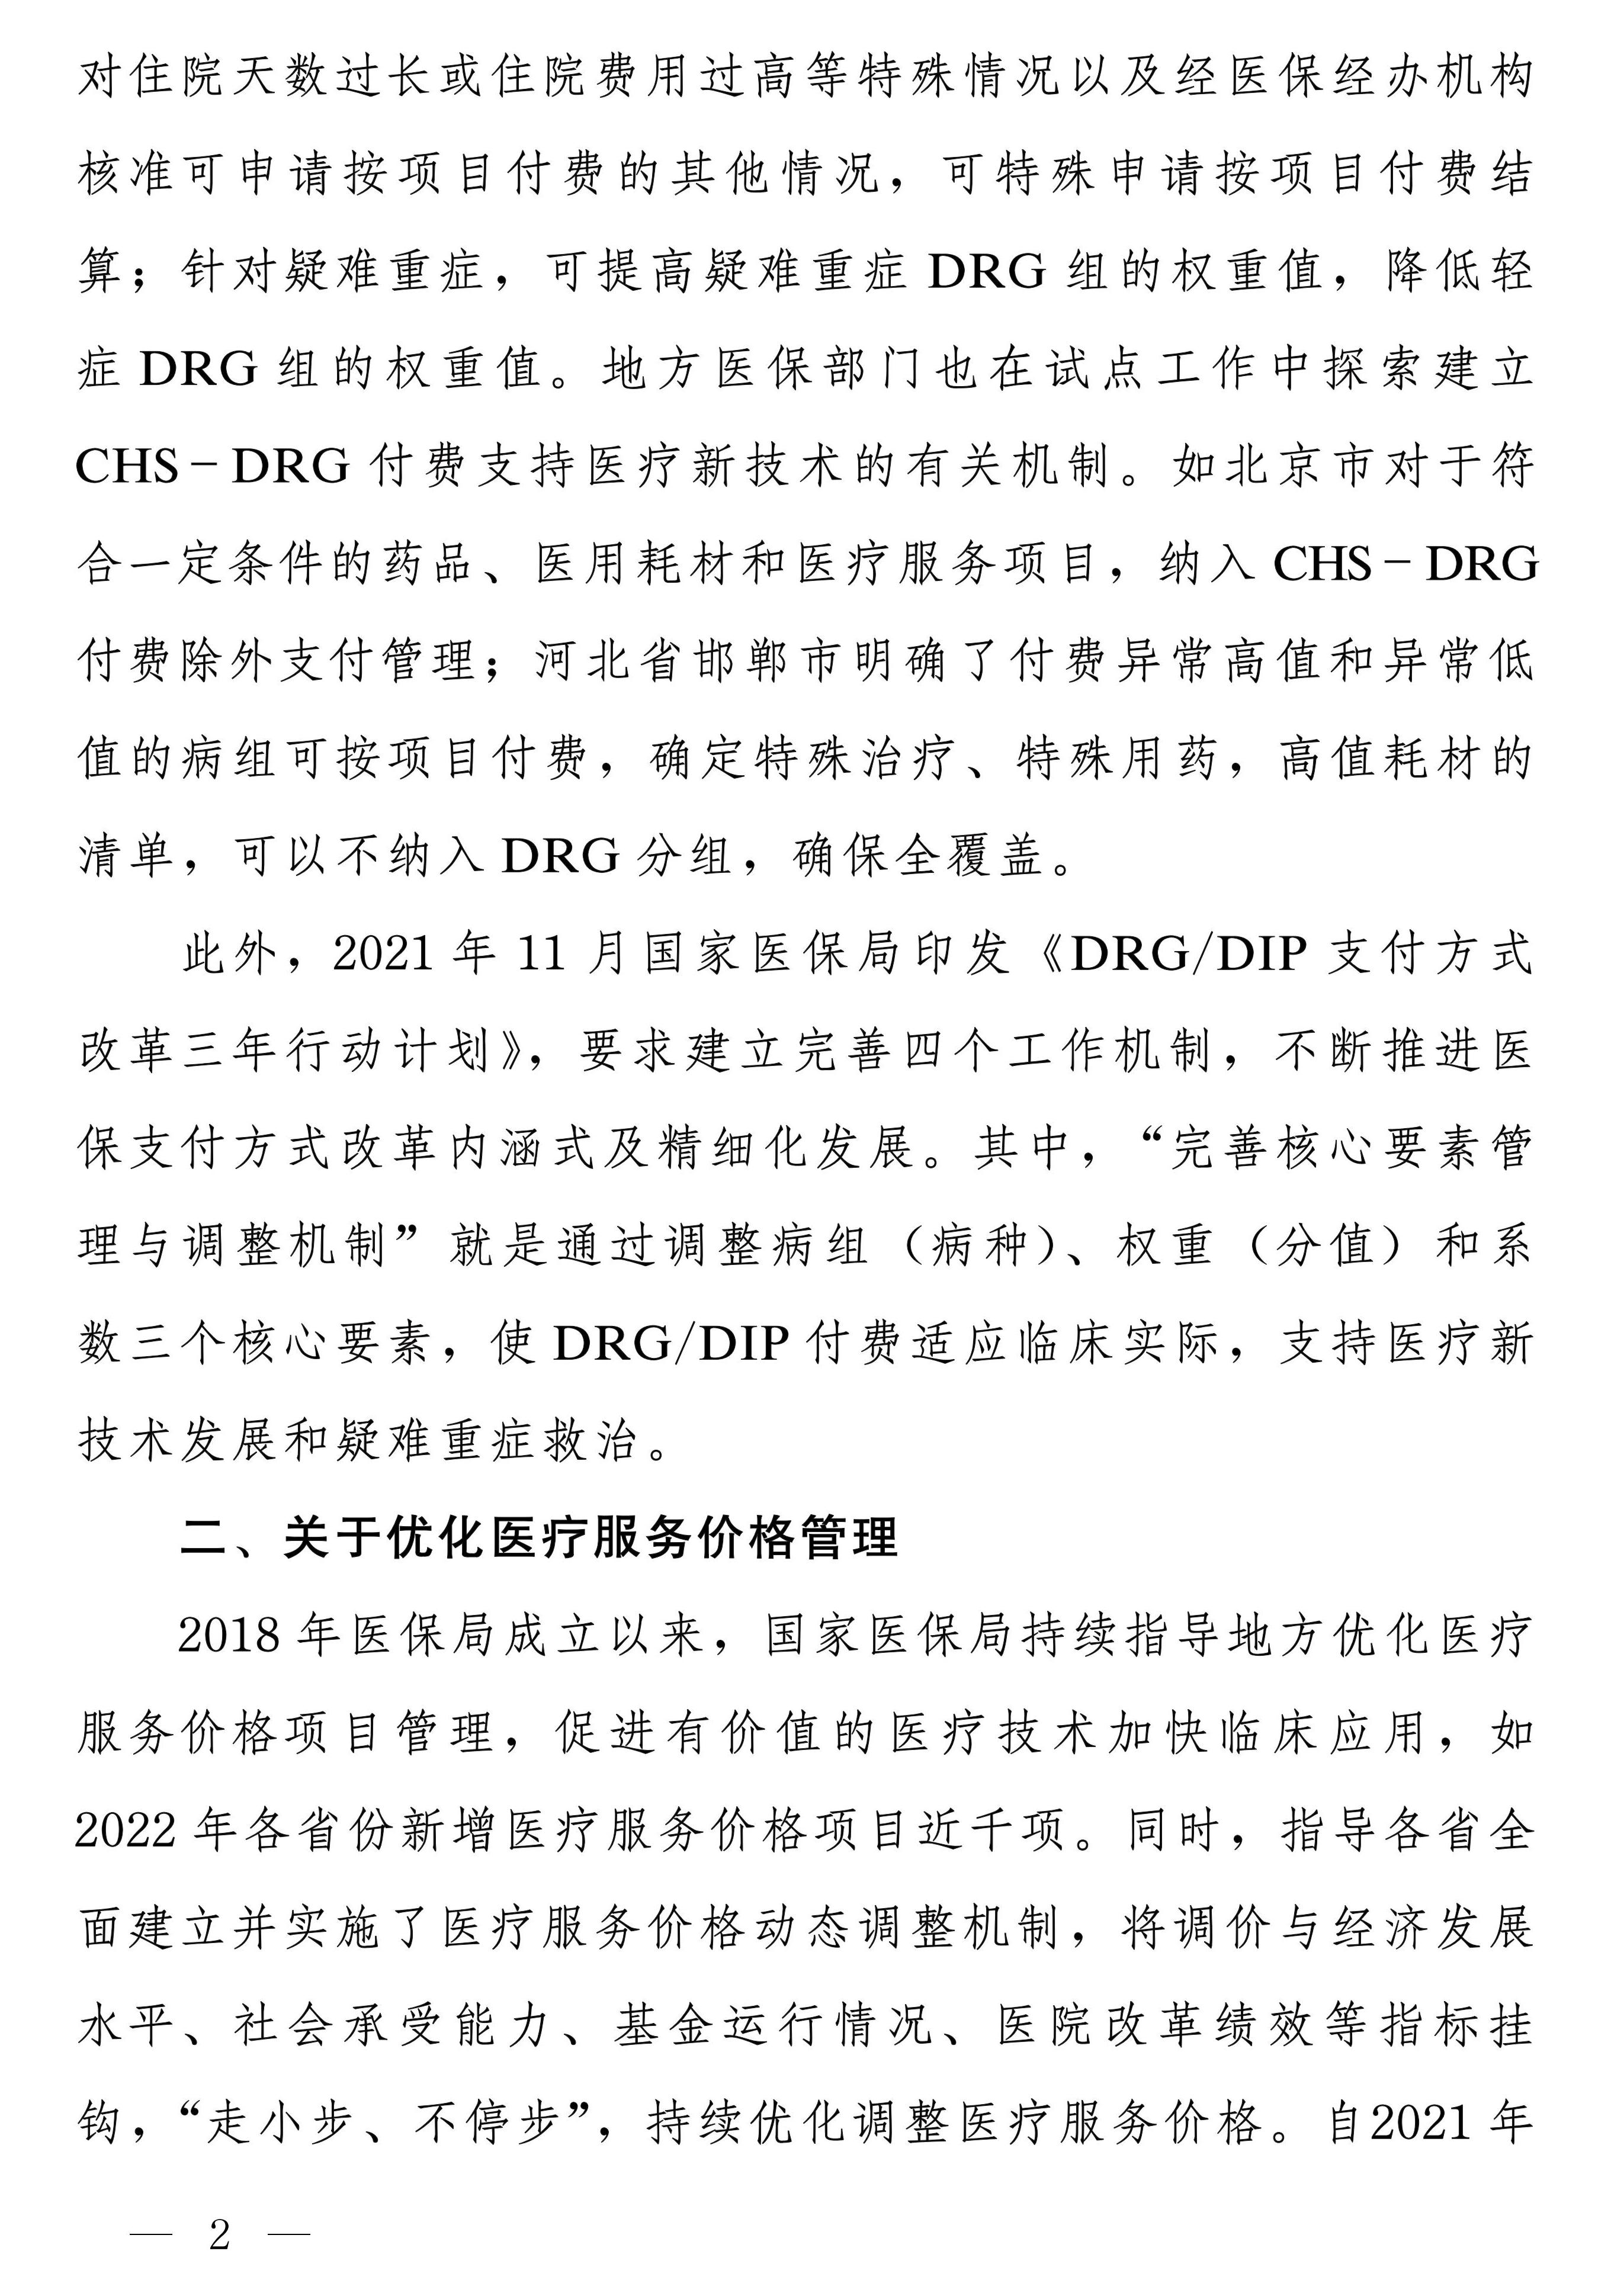 对住院天数过长或住院费用过高等特殊情况以及经医保经办机构
核准可申请按项目付费的其他情况，可特殊申请按项目付费结
算；针对疑难重症，可提高疑难重症 DRG 组的权重值，降低轻
症 DRG 组的权重值。地方医保部门也在试点工作中探索建立
CHS－DRG 付费支持医疗新技术的有关机制。如北京市对于符
合一定条件的药品、医用耗材和医疗服务项目，纳入 CHS－DRG
付费除外支付管理；河北省邯郸市明确了付费异常高值和异常低
值的病组可按项目付费，确定特殊治疗、特殊用药，高值耗材的
清单，可以不纳入 DRG 分组，确保全覆盖。
此外，2021 年 11 月国家医保局印发《DRG/DIP 支付方式
改革三年行动计划》，要求建立完善四个工作机制，不断推进医
保支付方式改革内涵式及精细化发展。其中，“完善核心要素管
理与调整机制”就是通过调整病组（病种）、权重（分值）和系
数三个核心要素，使 DRG/DIP 付费适应临床实际，支持医疗新
技术发展和疑难重症救治。
二、关于优化医疗服务价格管理
2018 年医保局成立以来，国家医保局持续指导地方优化医疗
服务价格项目管理，促进有价值的医疗技术加快临床应用，如
2022 年各省份新增医疗服务价格项目近千项。同时，指导各省全
面建立并实施了医疗服务价格动态调整机制，将调价与经济发展
水平、社会承受能力、基金运行情况、医院改革绩效等指标挂
钩，“走小步、不停步”，持续优化调整医疗服务价格。自2021 年
— 2 —